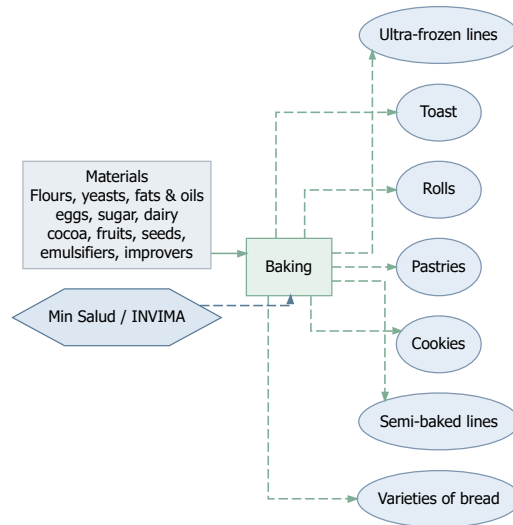 Ultra-frozen lines
Toast
Materials
Flours, yeasts, fats & oils
eggs, sugar, dairy
cocoa, fruits, seeds,
emulsifiers, improvers
Rolls
Baking
Pastries
Min Salud / INVIMA
Cookies
Semi-baked lines
Varieties of bread